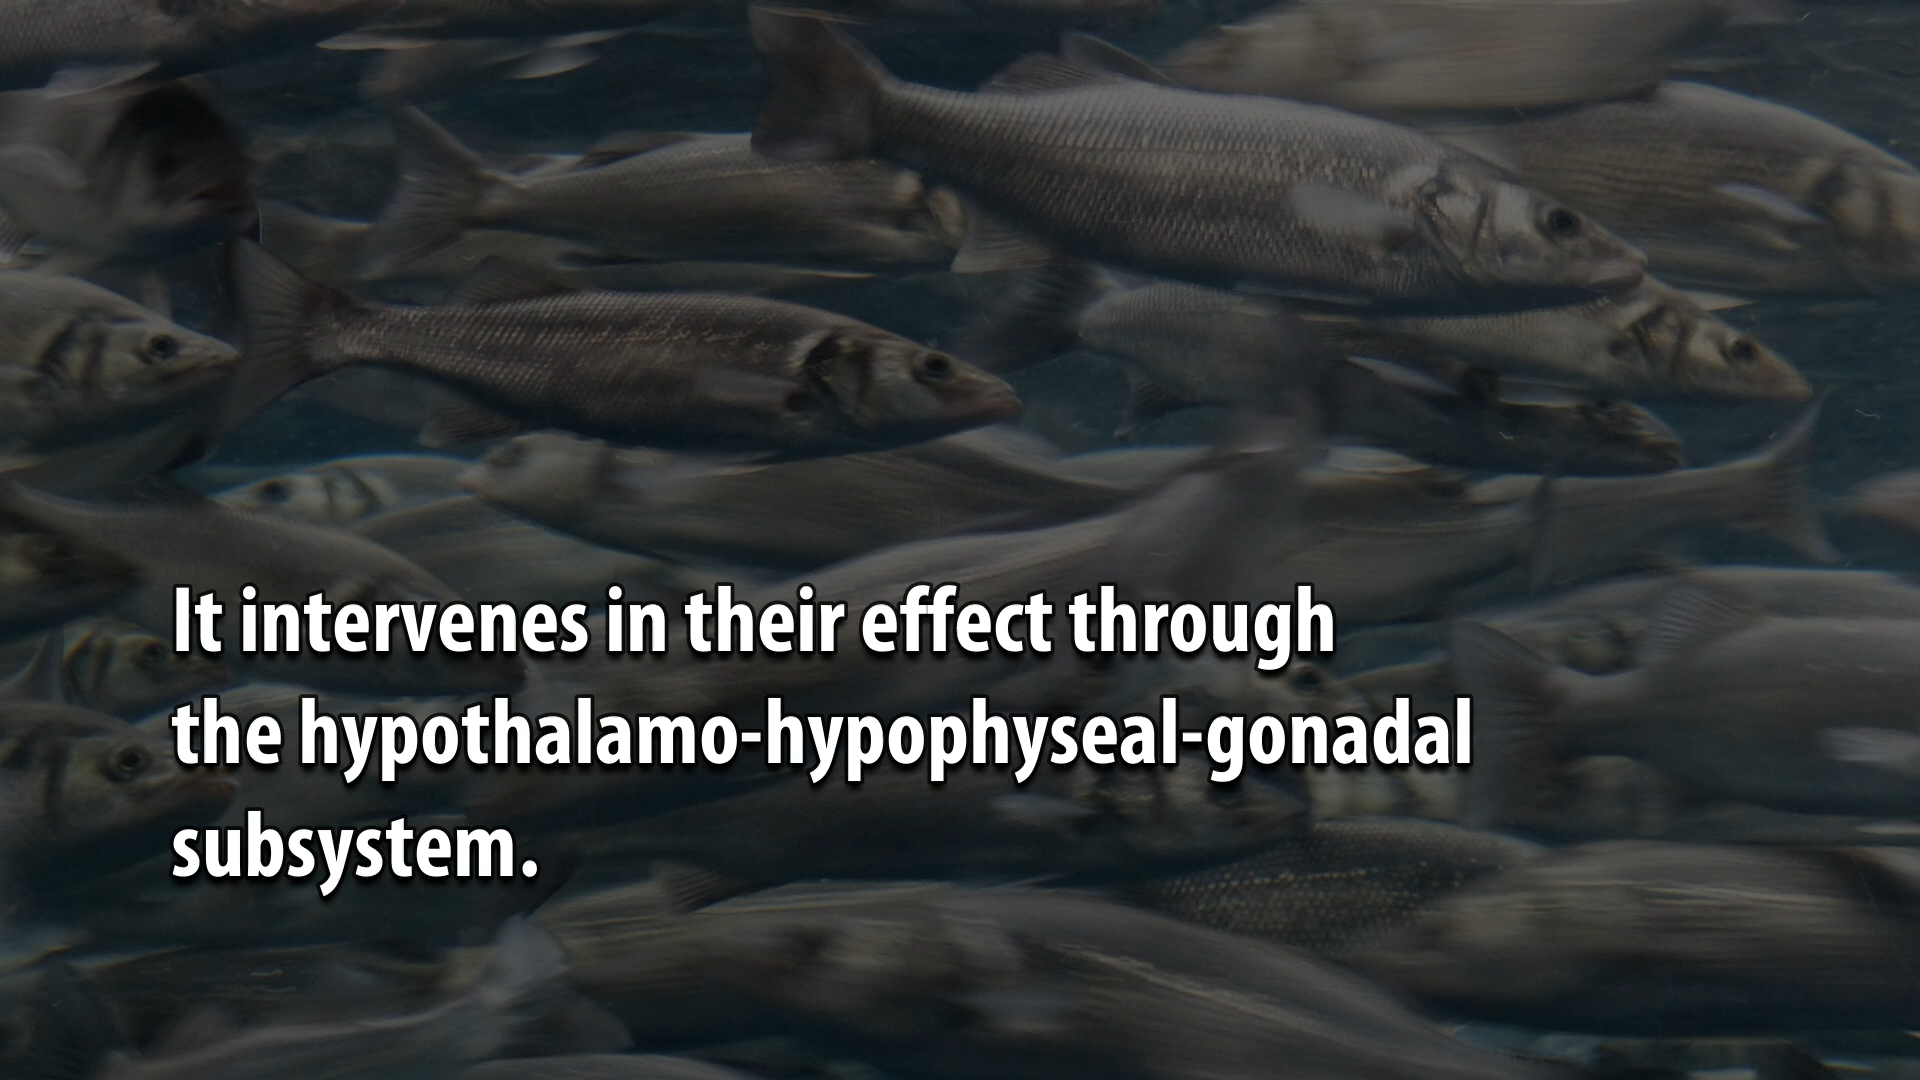 It intervenes in their effect through
the hypothalamo-hypophyseal-gonadal
subsystem.